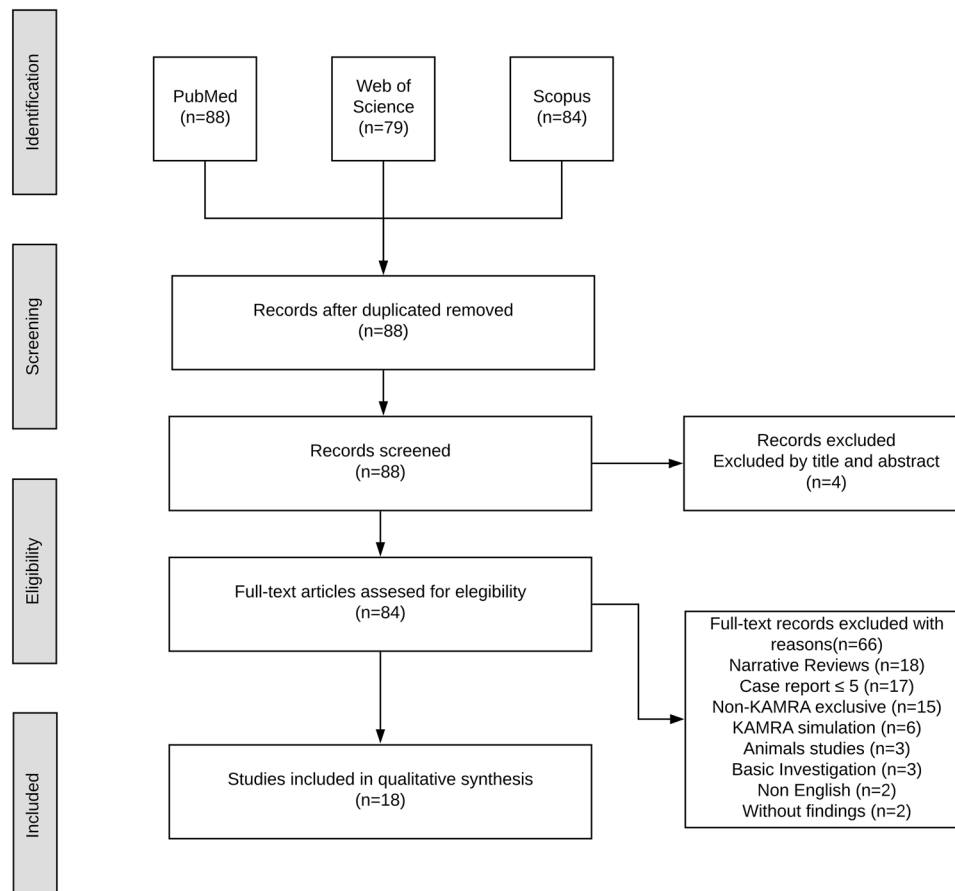 Identification
PubMed
(n=88)
Web of
Science
(n=79)
Scopus
(n=84)
Screening
Records after duplicated removed
(n=88)
Records screened
(n=88)
Records excluded
Excluded by title and abstract
(n=4)
Eligibility
Full-text articles assesed for elegibility
(n=84)
Full-text records excluded with
reasons(n=66)
Narrative Reviews (n=18)
Case report ≤ 5 (n=17)
Non-KAMRA exclusive (n=15)
KAMRA simulation (n=6)
Animals studies (n=3)
Basic Investigation (n=3)
Non English (n=2)
Without findings (n=2)
Included
Studies included in qualitative synthesis
(n=18)